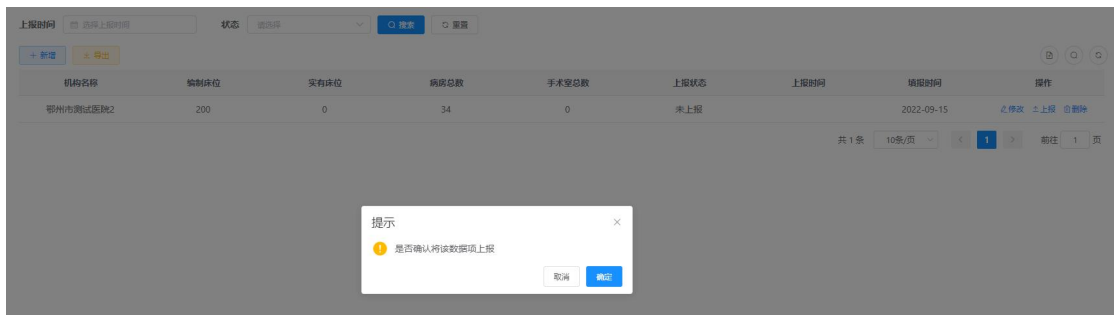 上报时间 选择上报时间 状态 请选择 搜索 重置
+ 新增 导出
机构名称 编制床位 实有床位 病房总数 手术室总数 上报状态 上报时间 填报时间 操作
鄂州市测试医院2 200 0 34 0 未上报 2022-09-15 修改 上报 删除
共 1 条 10条/页 < 1 > 前往 1 页
提示 ×
! 是否确认将该数据项上报
取消 确定